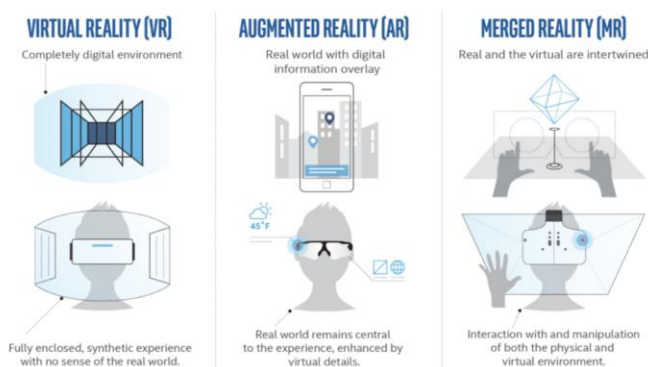 VIRTUAL REALITY (VR)
Completely digital environment
Fully enclosed, synthetic experience
with no sense of the real world.
AUGMENTED REALITY (AR)
Real world with digital
information overlay
45°F
Real world remains central
to the experience, enhanced by
virtual details.
MERGED REALITY (MR)
Real and the virtual are intertwined
Interaction with and manipulation
of both the physical and
virtual environment.